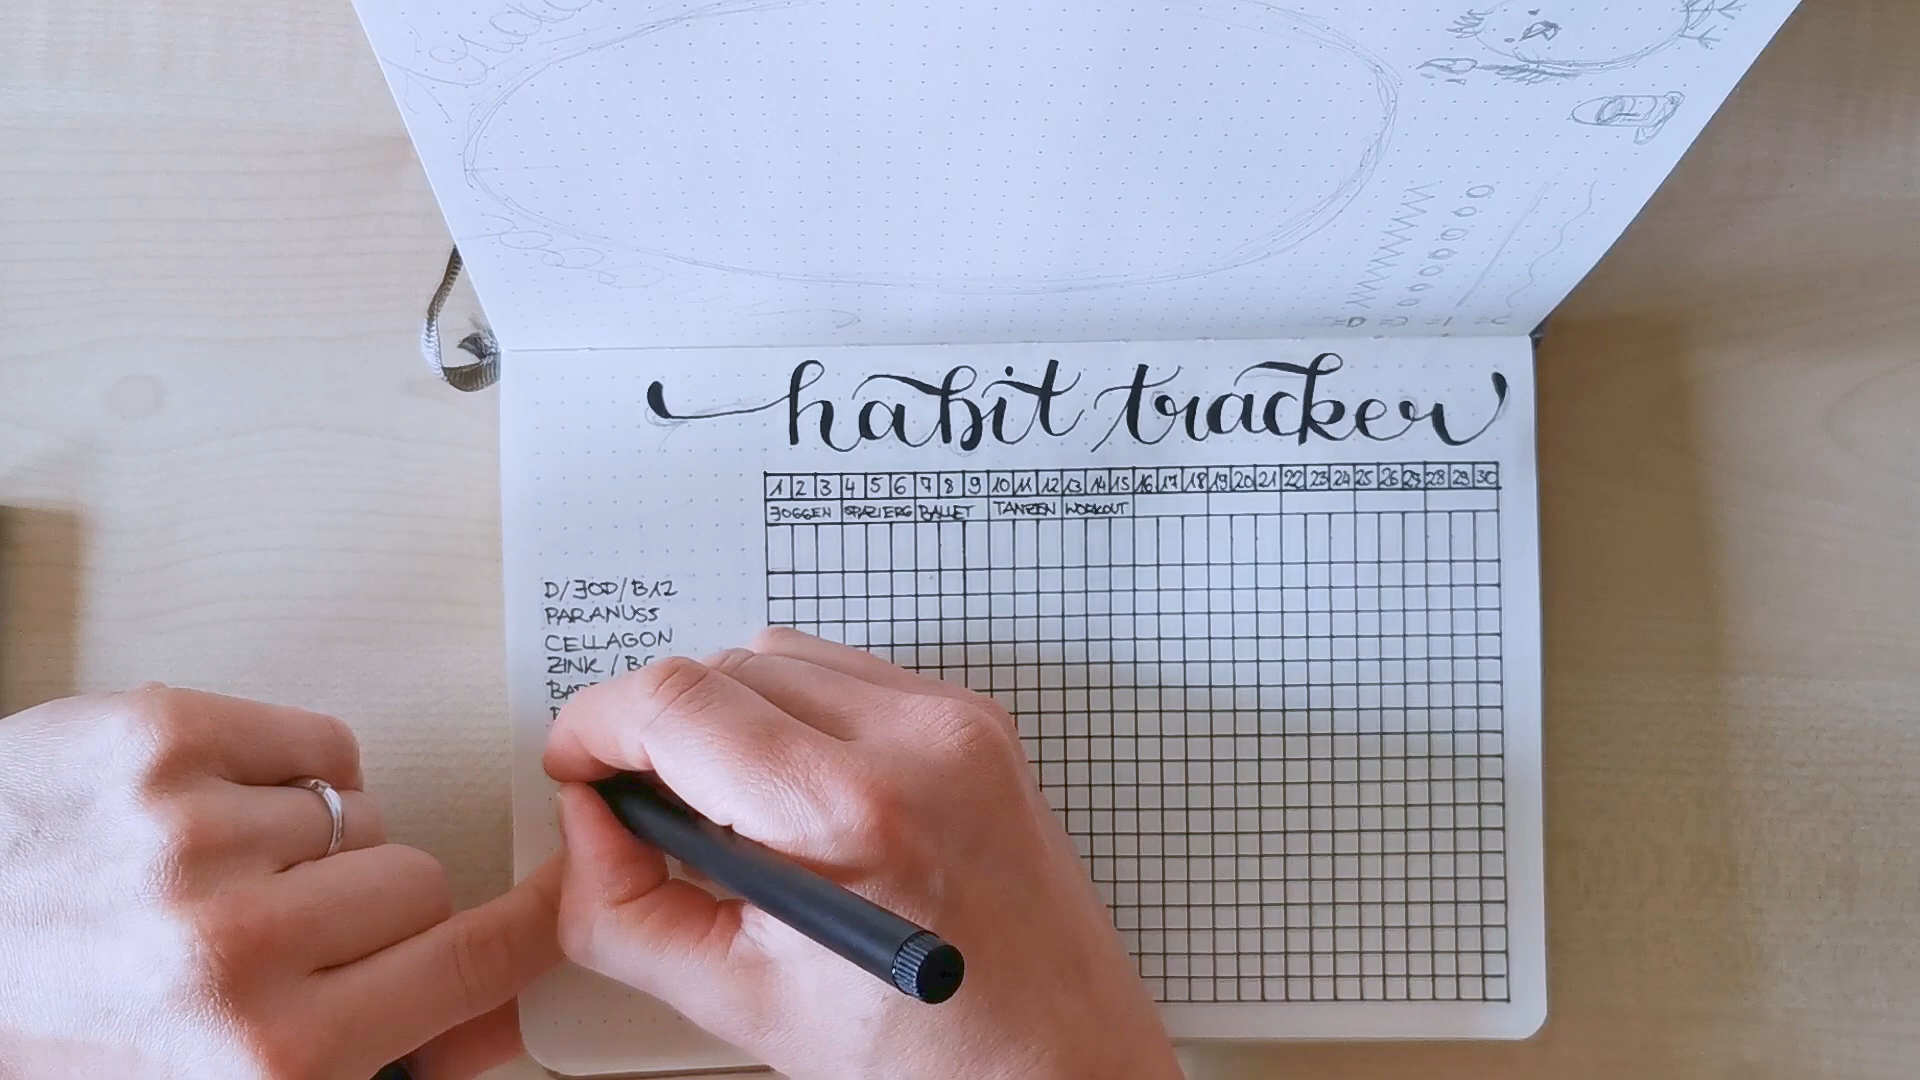 habit tracker
1 2 3 4 5 6 7 8 9 10 11 12 13 14 15 16 17 18 19 20 21 22 23 24 25 26 27 28 29 30
JOGGEN SPAZIERG BALLET TANZEN WORKOUT
D/JOD/B12
PARANUSS
CELLAGON
ZINK /